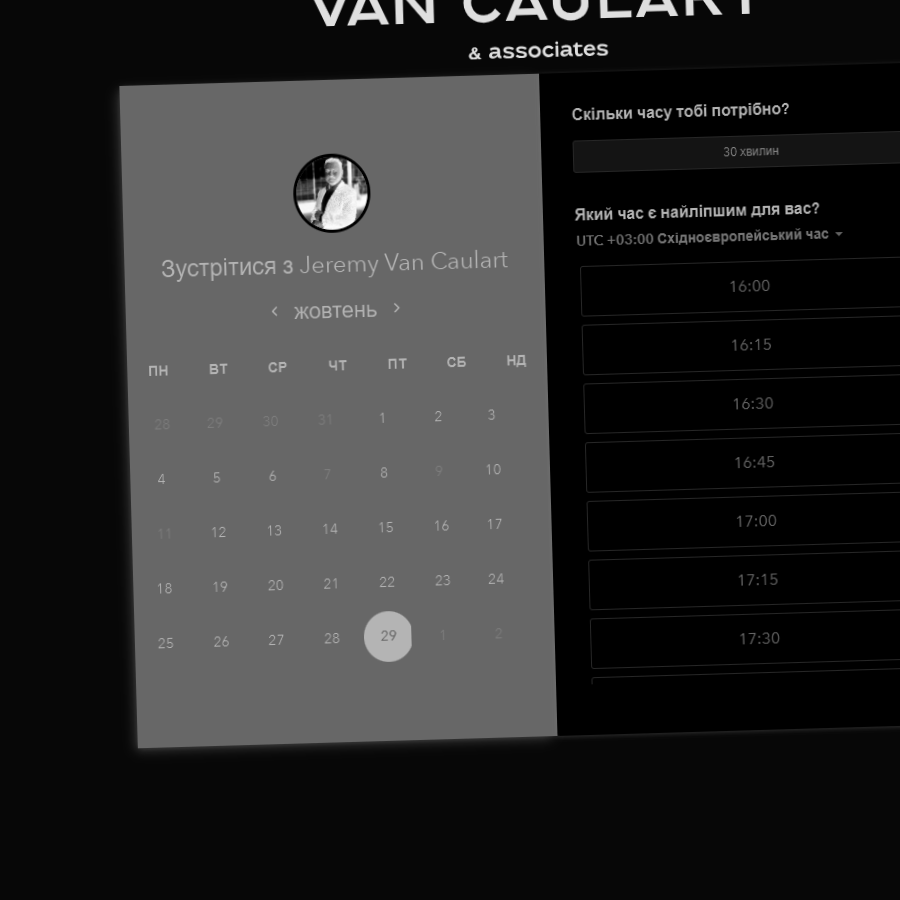 VAN CAULART
& associates
Зустрітися з Jeremy Van Caulart
жовтень
ПН ВТ СР ЧТ ПТ СБ НД
28 29 30 31 1 2 3
4 5 6 7 8 9 10
11 12 13 14 15 16 17
18 19 20 21 22 23 24
25 26 27 28 29 1 2
Скільки часу тобі потрібно?
30 хвилин
Який час є найліпшим для вас?
UTC +03:00 Східноєвропейський час
16:00
16:15
16:30
16:45
17:00
17:15
17:30